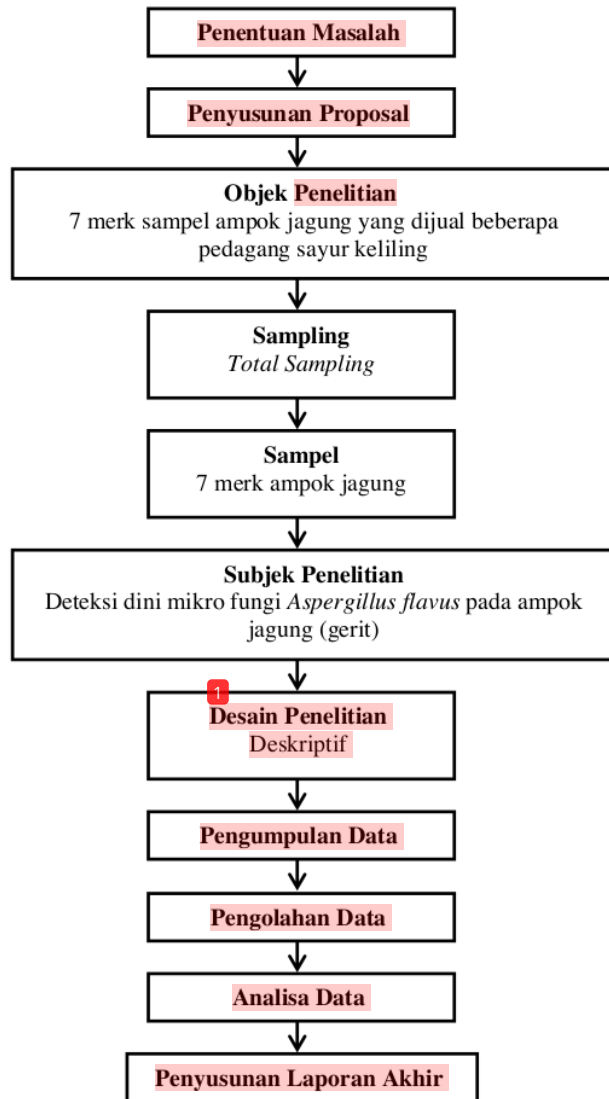 Penentuan Masalah
Penyusunan Proposal
Objek Penelitian
7 merk sampel ampok jagung yang dijual beberapa
pedagang sayur keliling
Sampling
Total Sampling
Sampel
7 merk ampok jagung
Subjek Penelitian
Deteksi dini mikro fungi Aspergillus flavus pada ampok
jagung (gerit)
1
Desain Penelitian
Deskriptif
Pengumpulan Data
Pengolahan Data
Analisa Data
Penyusunan Laporan Akhir